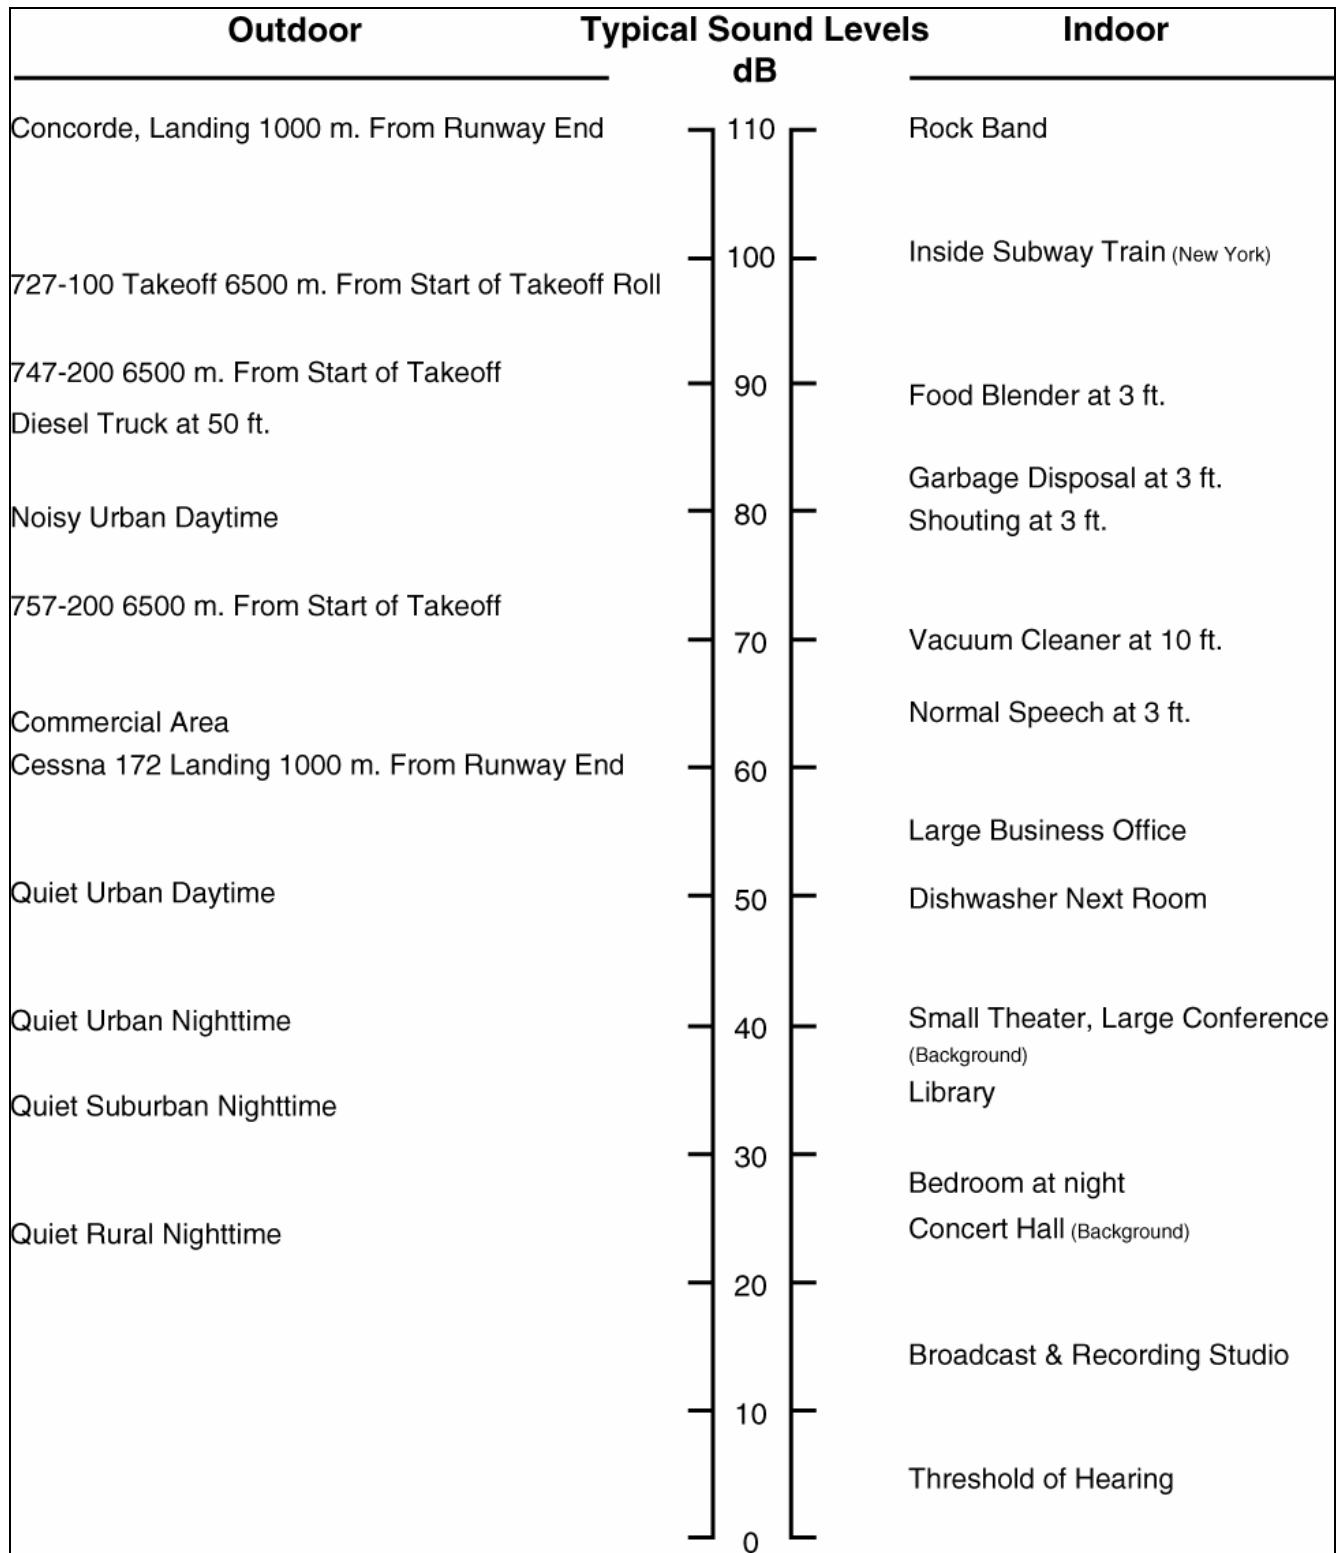 Outdoor Typical Sound Levels Indoor
dB
Concorde, Landing 1000 m. From Runway End 110 Rock Band
100 Inside Subway Train (New York)
727-100 Takeoff 6500 m. From Start of Takeoff Roll
747-200 6500 m. From Start of Takeoff
90 Food Blender at 3 ft.
Diesel Truck at 50 ft.
Garbage Disposal at 3 ft.
Noisy Urban Daytime 80 Shouting at 3 ft.
757-200 6500 m. From Start of Takeoff
70 Vacuum Cleaner at 10 ft.
Normal Speech at 3 ft.
Commercial Area
Cessna 172 Landing 1000 m. From Runway End 60
Large Business Office
Quiet Urban Daytime 50 Dishwasher Next Room
Quiet Urban Nighttime 40 Small Theater, Large Conference
(Background)
Library
Quiet Suburban Nighttime
30
Bedroom at night
Quiet Rural Nighttime Concert Hall (Background)
20
Broadcast & Recording Studio
10
Threshold of Hearing
0